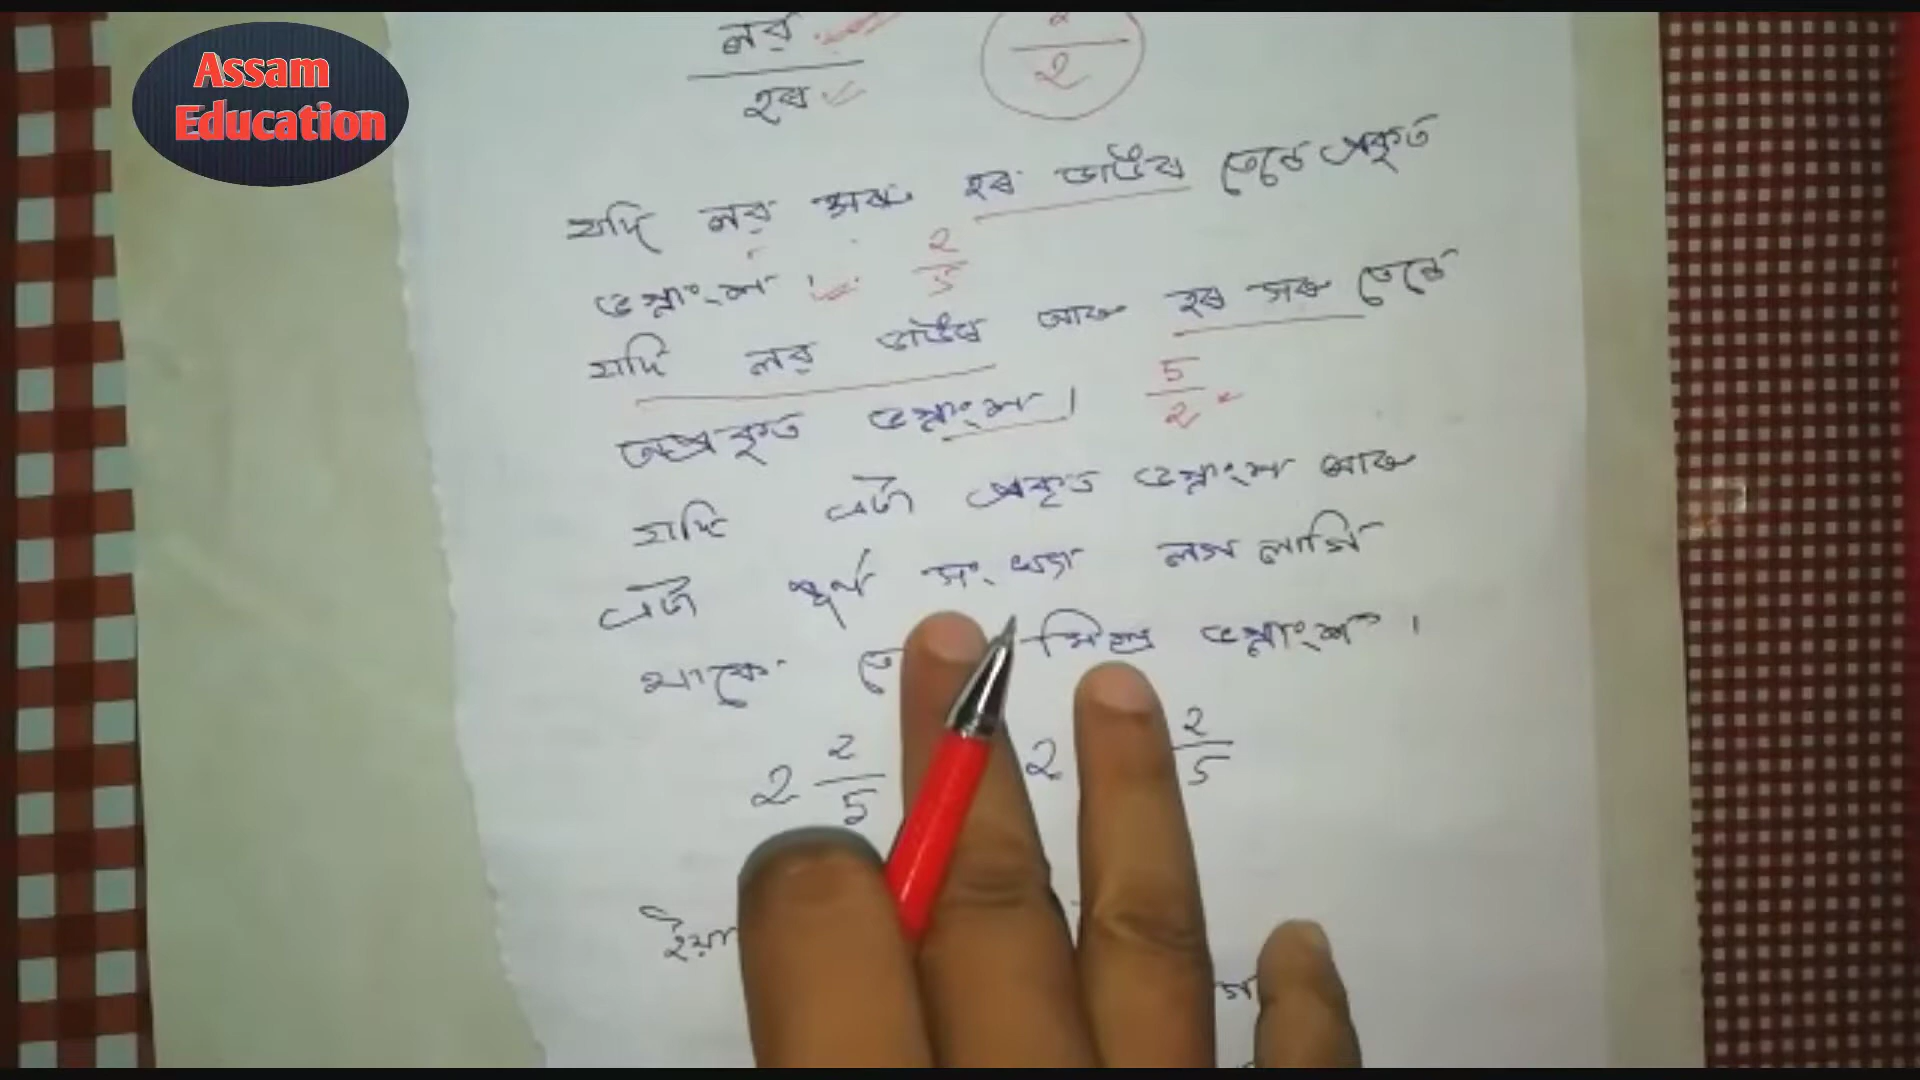 Assam
Education
লৱ
হৰ
2
যদি লৱ সৰু হৰ ডাঙৰ তেন্তে প্ৰকৃত
ভগ্নাংশ। 2/5
যদি লৱ ডাঙৰ আৰু হৰ সৰু তেন্তে
অপ্ৰকৃত ভগ্নাংশ। 5/2
যদি এটা প্ৰকৃত ভগ্নাংশ আৰু
এটা পূৰ্ণ সংখ্যা লগ লাগি
থাকে মিশ্ৰ ভগ্নাংশ।
2 2/5 2 2/5
ইয়া